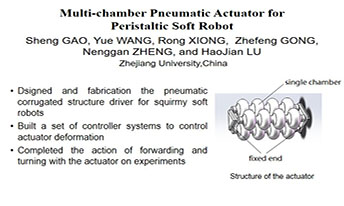 Multi-chamber Pneumatic Actuator for
Peristaltic Soft Robot
Sheng GAO, Yue WANG, Rong XIONG, Zhefeng GONG,
Nenggan ZHENG, and HaoJian LU
Zhejiang University,China
• Dsigned and fabrication the pneumatic
corrugated structure driver for squirmy soft
robots
• Built a set of controller systems to control
actuator deformation
• Completed the action of forwarding and
turning with the actuator on experiments
single chamber
fixed end
Structure of the actuator